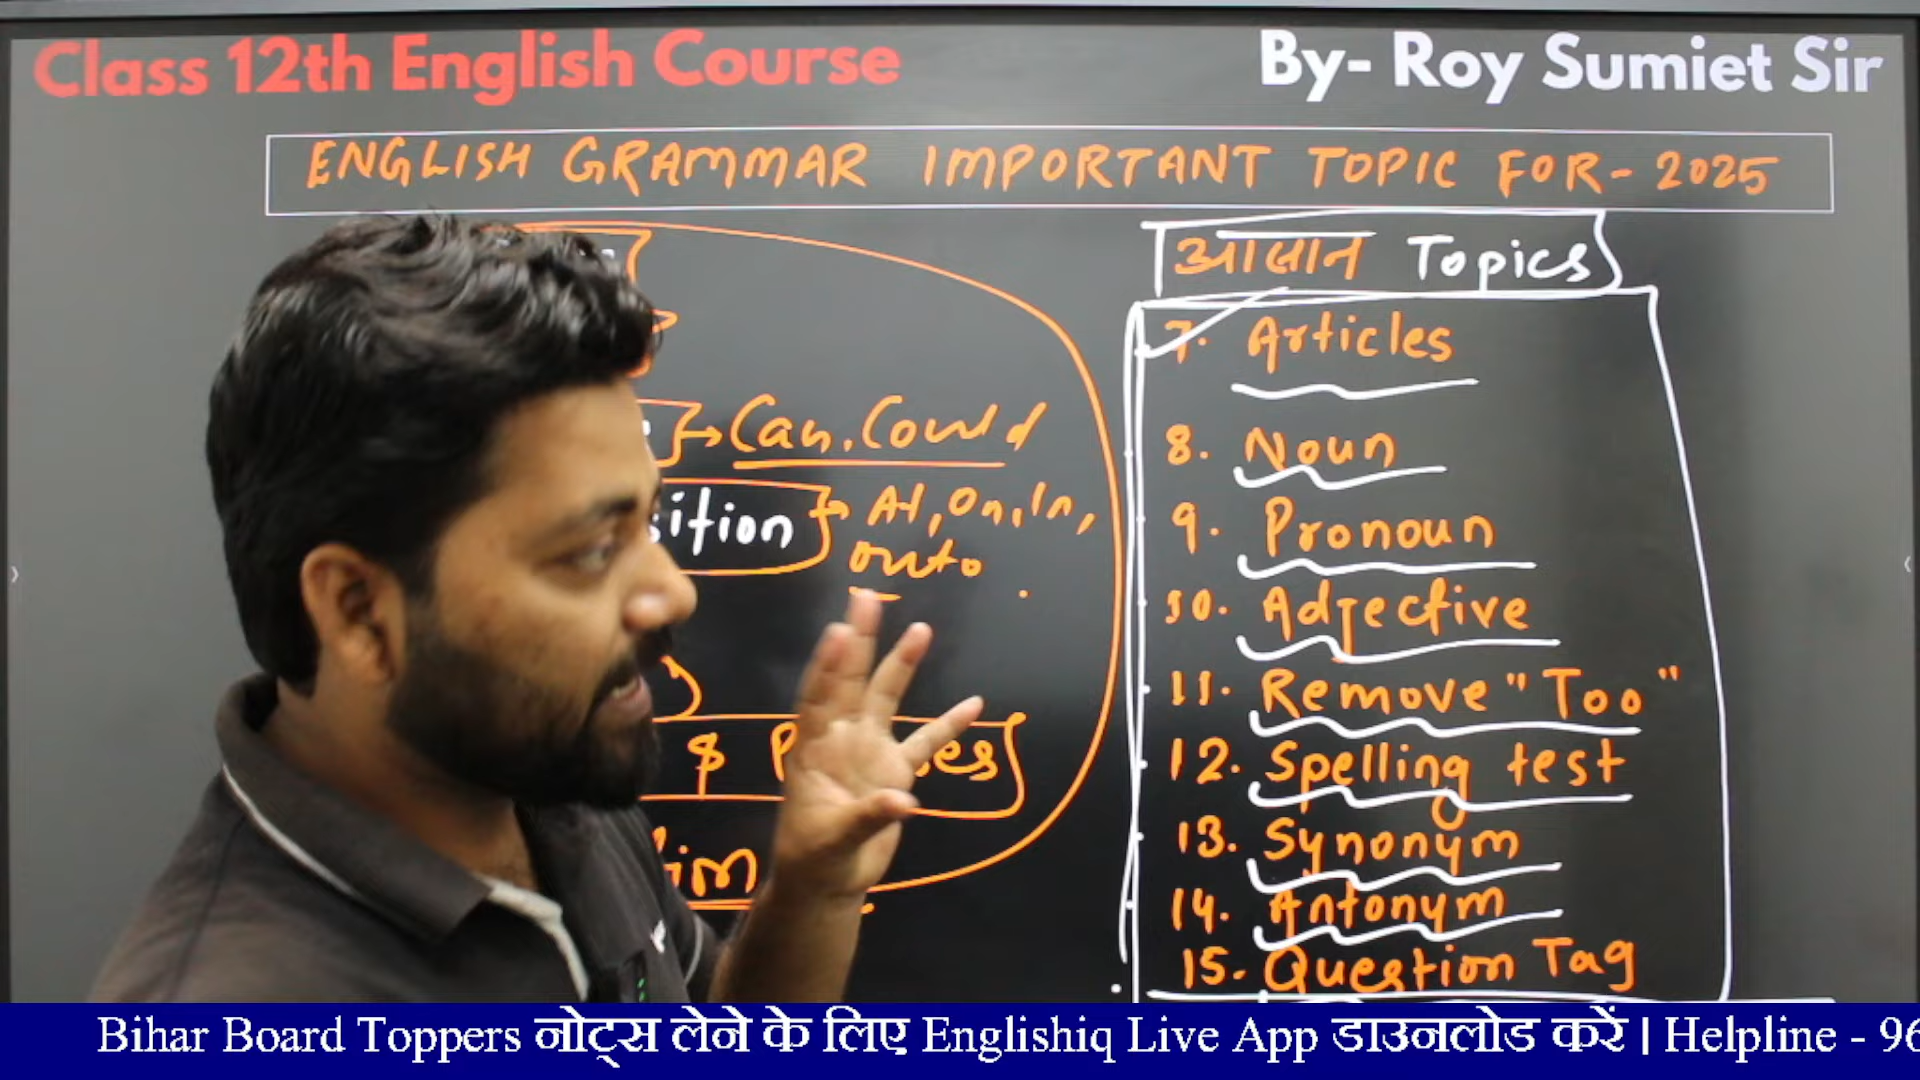 Class 12th English Course
By- Roy Sumiet Sir
ENGLISH GRAMMAR IMPORTANT TOPIC FOR- 2025
Can, Could
sition
At, On, In,
onto
$
आसान Topics
7. Articles
8. Noun
9. Pronoun
10. Adjective
11. Remove "Too"
12. Spelling test
13. Synonym
14. Antonym
15. Question Tag
Bihar Board Toppers नोट्स लेने के लिए Englishiq Live App डाउनलोड करें | Helpline - 96